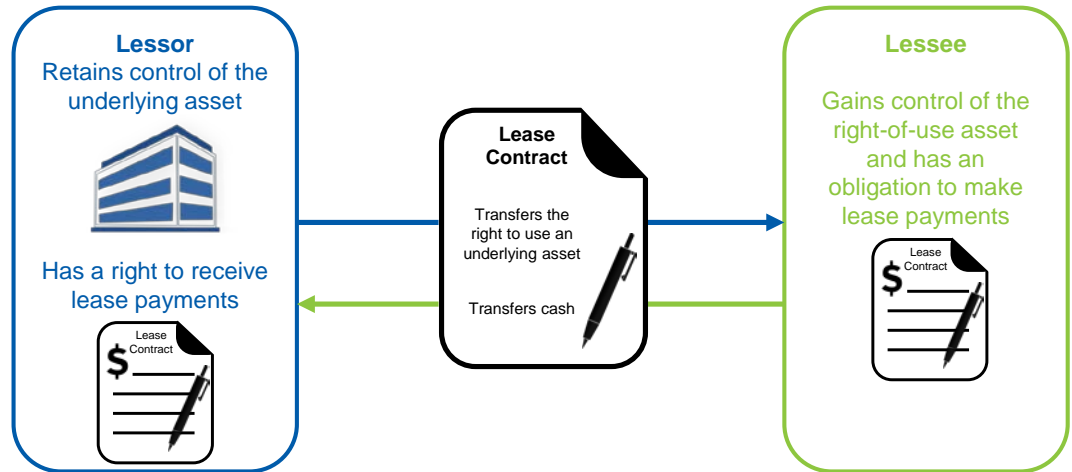 Lessor
Retains control of the
underlying asset
Has a right to receive
lease payments
Lease
Contract
$
Lease
Contract
Transfers the
right to use an
underlying asset
Transfers cash
Lessee
Gains control of the
right-of-use asset
and has an
obligation to make
lease payments
Lease
Contract
$